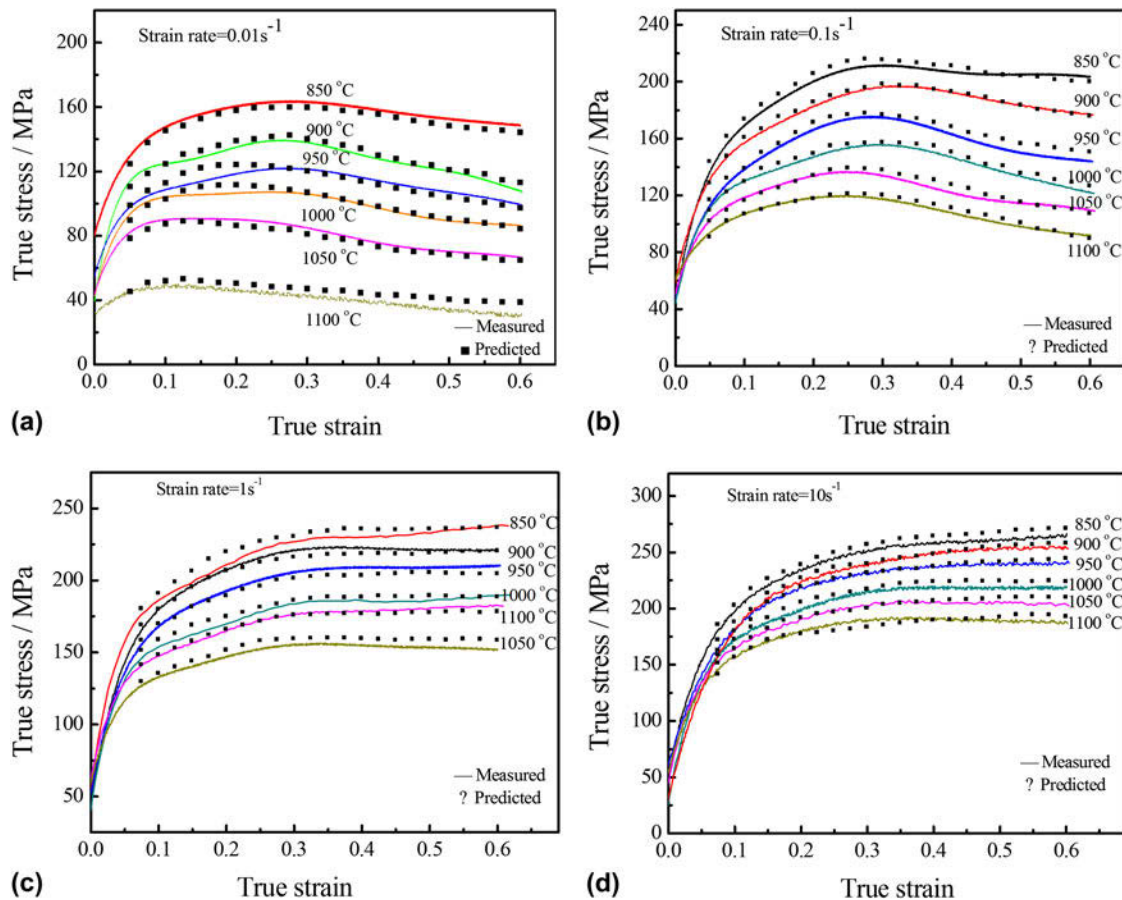 Strain rate=0.01s-1
200
160
120
80
40
0
True stress / MPa
850 °C
900 °C
950 °C
1000 °C
1050 °C
1100 °C
— Measured
■ Predicted
0.0 0.1 0.2 0.3 0.4 0.5 0.6
(a) True strain
Strain rate=0.1s-1
240
200
160
120
80
40
0
True stress / MPa
850 °C
900 °C
950 °C
1000 °C
1050 °C
1100 °C
— Measured
? Predicted
0.0 0.1 0.2 0.3 0.4 0.5 0.6
(b) True strain
Strain rate=1s-1
250
200
150
100
50
True stress / MPa
850 °C
900 °C
950 °C
1000 °C
1100 °C
1050 °C
— Measured
? Predicted
0.0 0.1 0.2 0.3 0.4 0.5 0.6
(c) True strain
Strain rate=10s-1
300
250
200
150
100
50
0
True stress / MPa
850 °C
900 °C
950 °C
1000 °C
1050 °C
1100 °C
— Measured
? Predicted
0.0 0.1 0.2 0.3 0.4 0.5 0.6
(d) True strain